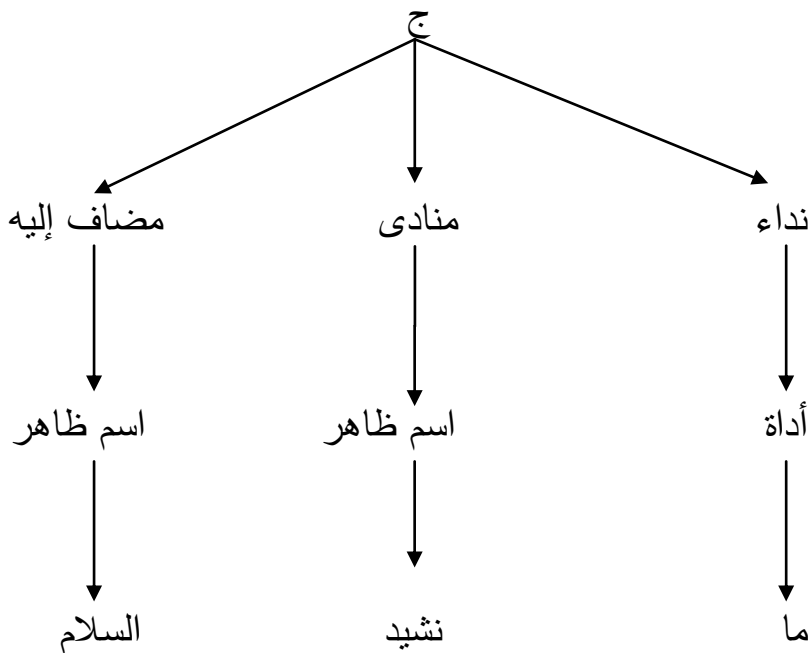 ج
نداء منادى مضاف إليه
أداة اسم ظاهر اسم ظاهر
ما نشيد السلام